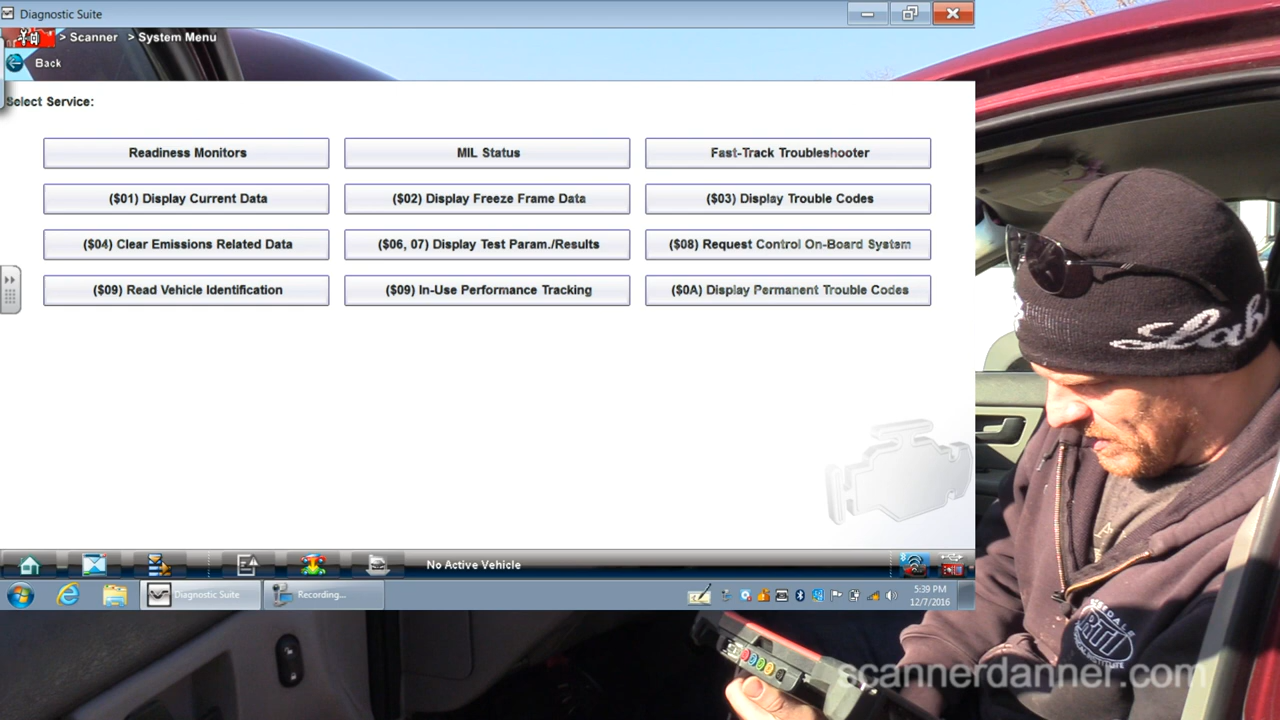 Diagnostic Suite
> Scanner > System Menu
Back
Select Service:
Readiness Monitors
MIL Status
Fast-Track Troubleshooter
($01) Display Current Data
($02) Display Freeze Frame Data
($03) Display Trouble Codes
($04) Clear Emissions Related Data
($06, 07) Display Test Param./Results
($08) Request Control On-Board System
($09) Read Vehicle Identification
($09) In-Use Performance Tracking
($0A) Display Permanent Trouble Codes
No Active Vehicle
Diagnostic Suite
Recording...
5:39 PM
12/7/2016
Lab
RTI
scannerdanner.com